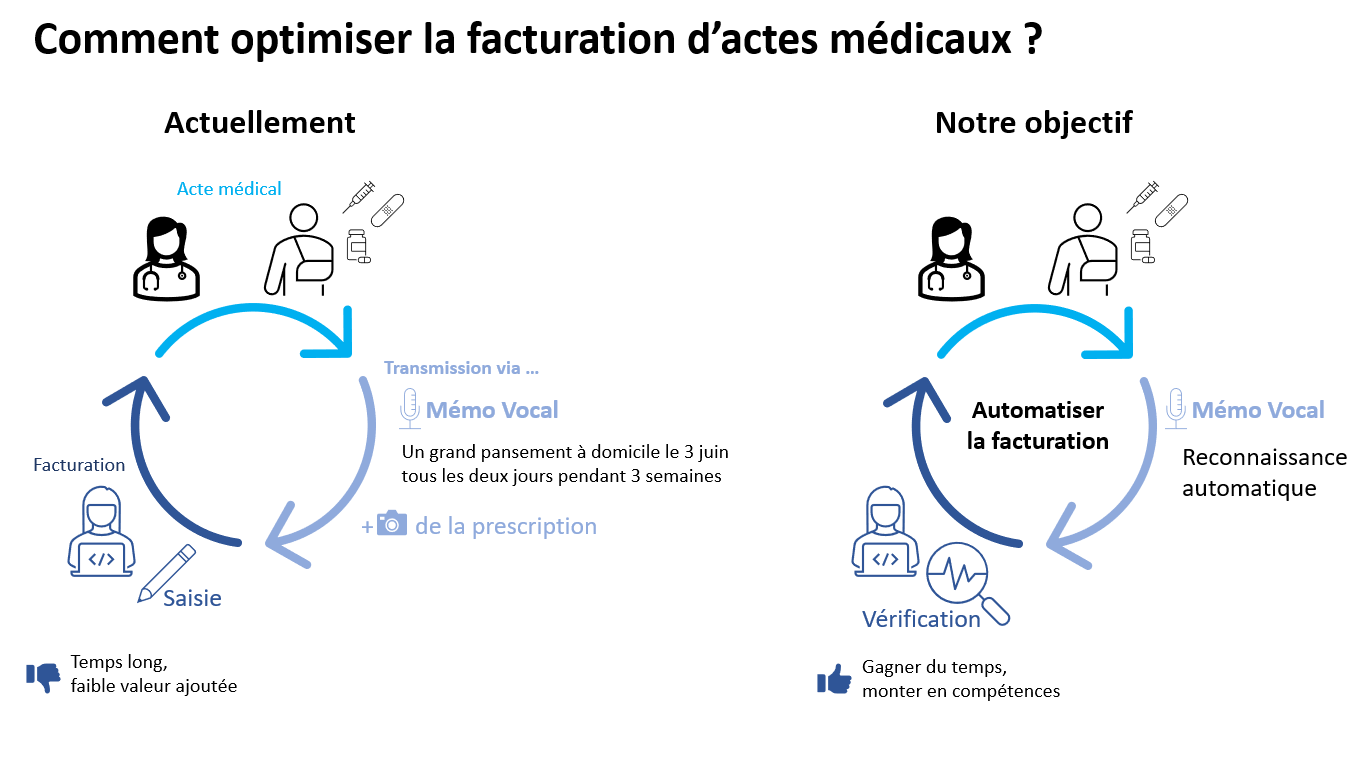 Comment optimiser la facturation d’actes médicaux ?
Actuellement
Acte médical
Transmission via …
Mémo Vocal
Un grand pansement à domicile le 3 juin
tous les deux jours pendant 3 semaines
+ de la prescription
Facturation
</>
Saisie
Temps long,
faible valeur ajoutée
Notre objectif
Automatiser
la facturation
Mémo Vocal
Reconnaissance
automatique
</>
Vérification
Gagner du temps,
monter en compétences